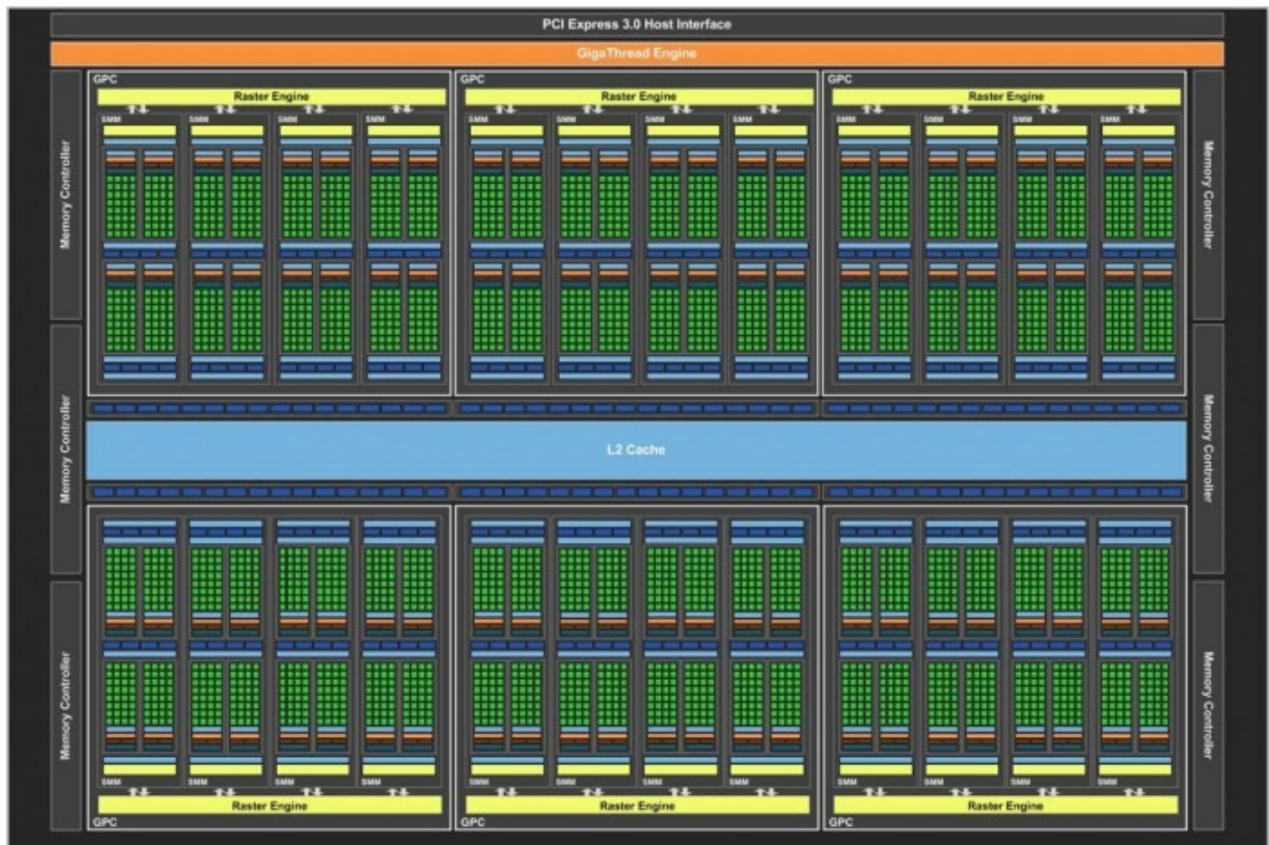 PCI Express 3.0 Host Interface
GigaThread Engine
GPC
GPC
GPC
Raster Engine
Raster Engine
Raster Engine
SMM
SMM
SMM
SMM
SMM
SMM
SMM
SMM
SMM
SMM
SMM
SMM
Memory Controller
Memory Controller
Memory Controller
Memory Controller
L2 Cache
Memory Controller
Memory Controller
SMM
SMM
SMM
SMM
SMM
SMM
SMM
SMM
SMM
SMM
SMM
SMM
Raster Engine
Raster Engine
Raster Engine
GPC
GPC
GPC